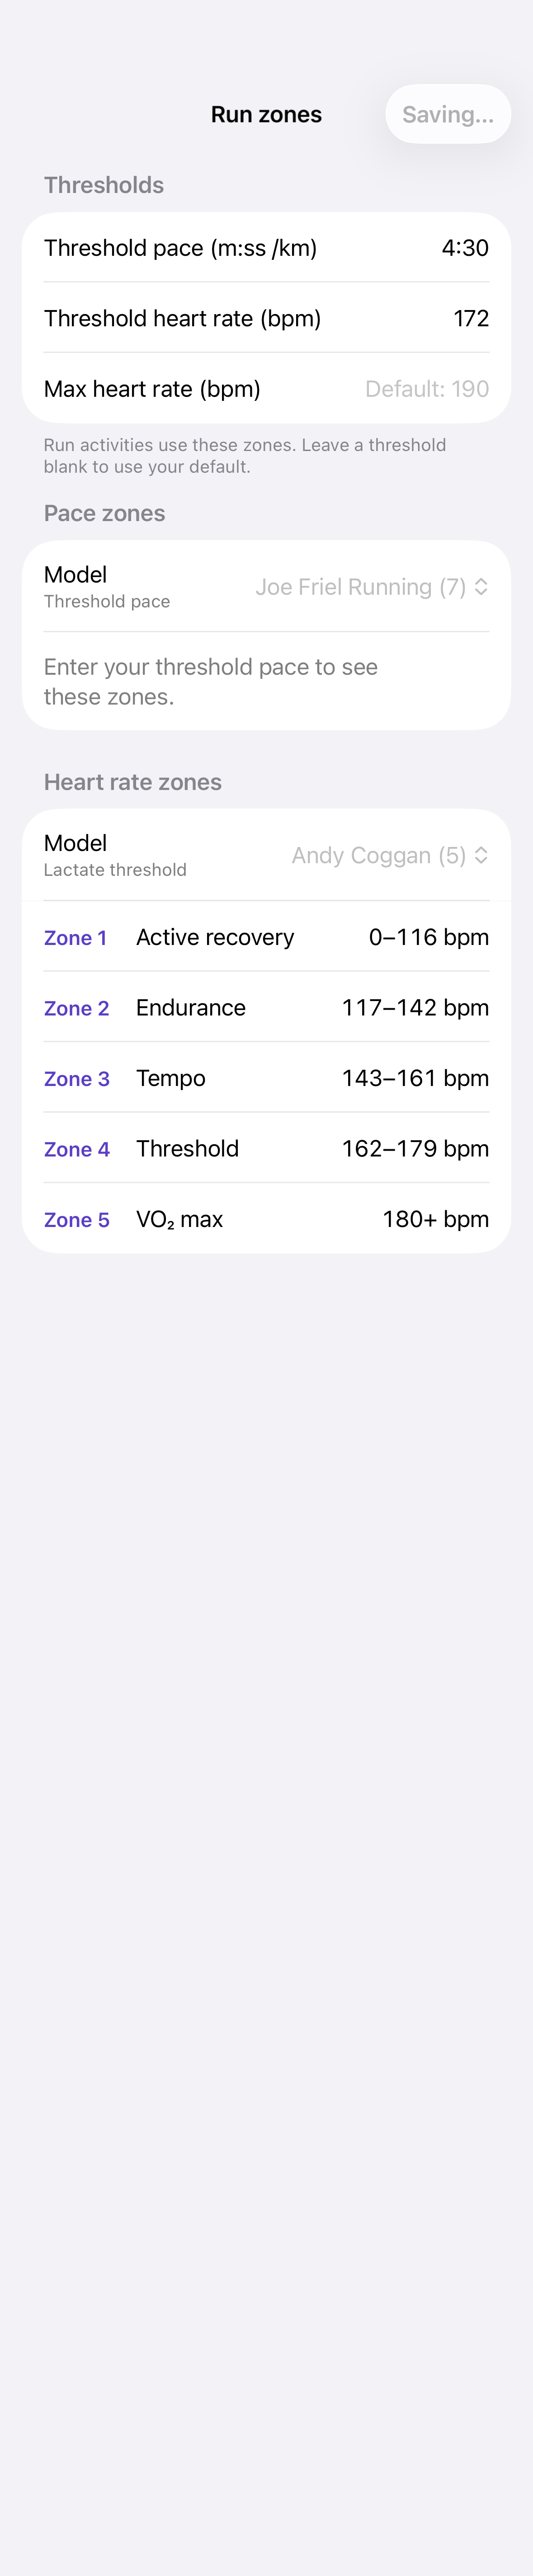 Run zones
Saving...
Thresholds
Threshold pace (m:ss /km) 4:30
Threshold heart rate (bpm) 172
Max heart rate (bpm) Default: 190
Run activities use these zones. Leave a threshold
blank to use your default.
Pace zones
Model
Threshold pace
Joe Friel Running (7)
Enter your threshold pace to see
these zones.
Heart rate zones
Model
Lactate threshold
Andy Coggan (5)
Zone 1 Active recovery 0–116 bpm
Zone 2 Endurance 117–142 bpm
Zone 3 Tempo 143–161 bpm
Zone 4 Threshold 162–179 bpm
Zone 5 VO₂ max 180+ bpm